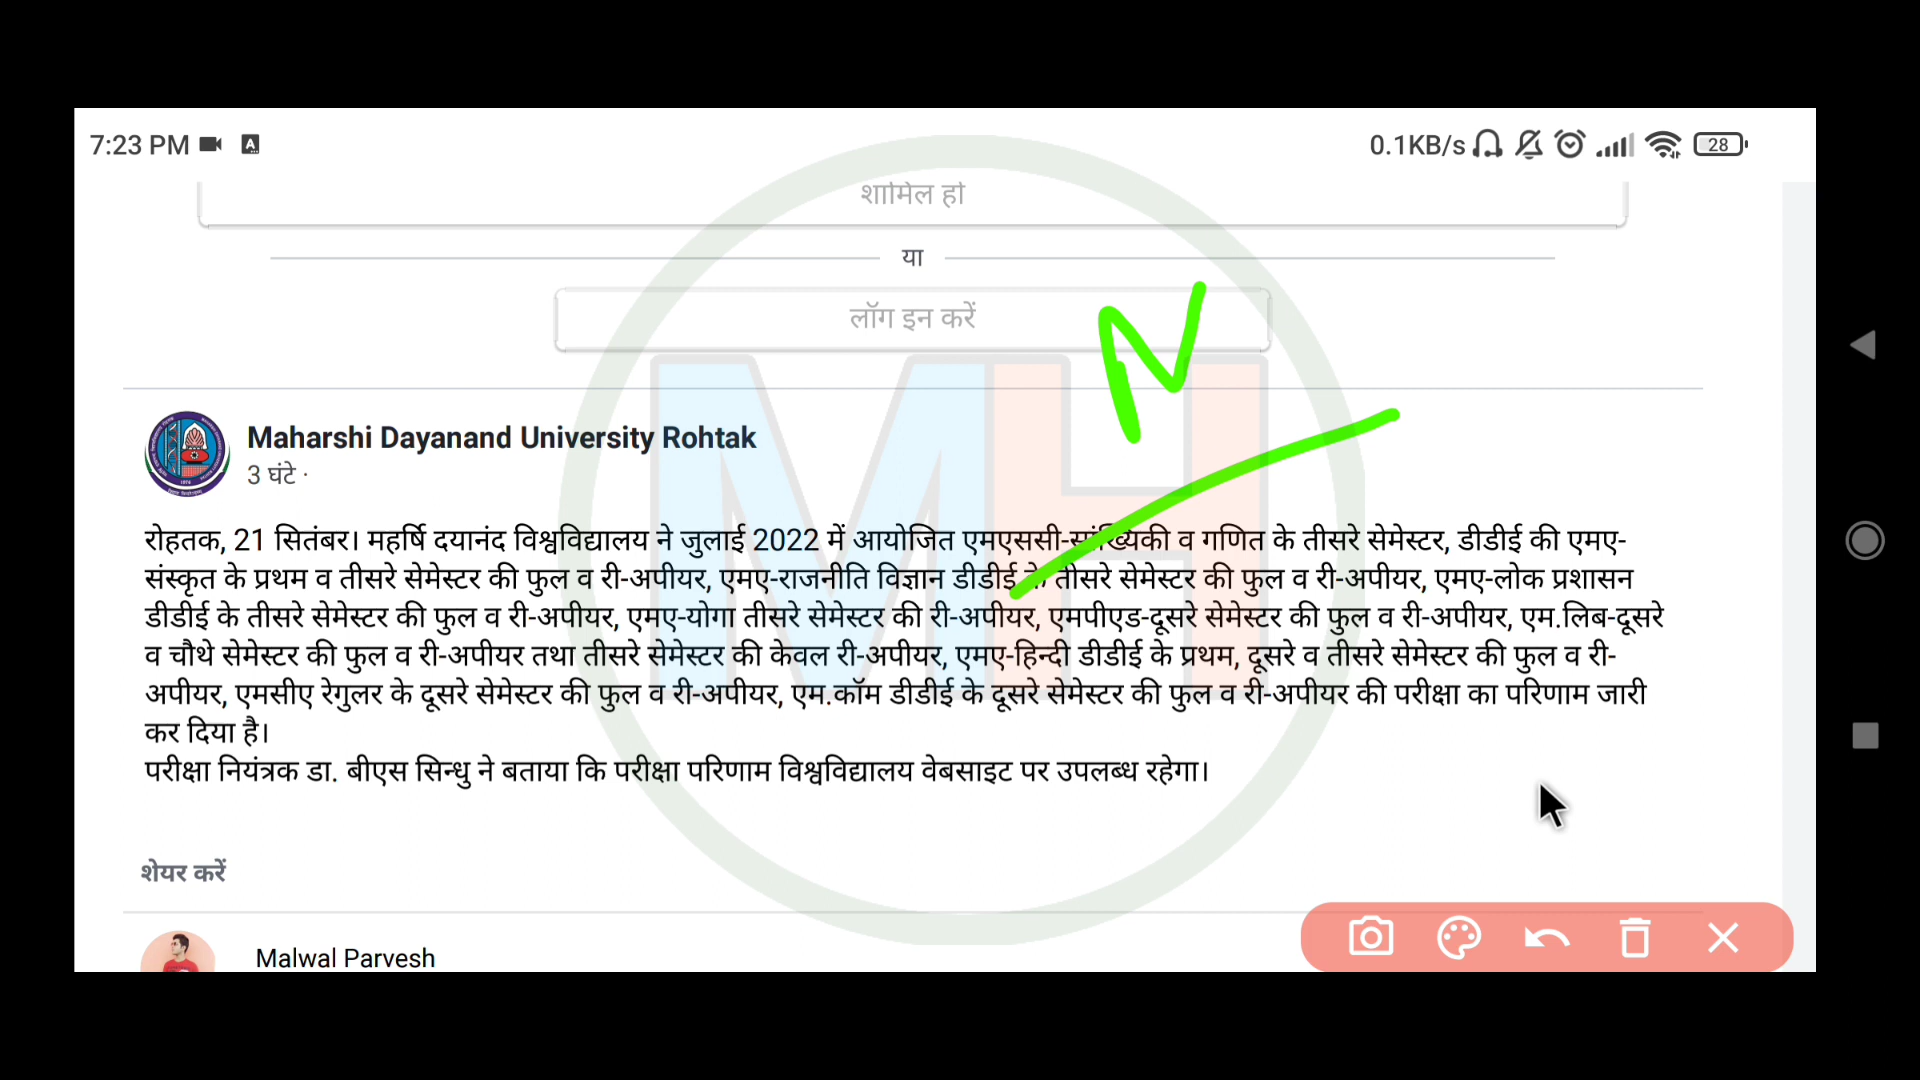 7:23 PM
0.1KB/s 28
शामिल हों
या
लॉग इन करें
N
Maharshi Dayanand University Rohtak
3 घंटे ·
रोहतक, 21 सितंबर। महर्षि दयानंद विश्वविद्यालय ने जुलाई 2022 में आयोजित एमएससी-सांख्यिकी व गणित के तीसरे सेमेस्टर, डीडीई की एमए-
संस्कृत के प्रथम व तीसरे सेमेस्टर की फुल व री-अपीयर, एमए-राजनीति विज्ञान डीडीई के तीसरे सेमेस्टर की फुल व री-अपीयर, एमए-लोक प्रशासन
डीडीई के तीसरे सेमेस्टर की फुल व री-अपीयर, एमए-योगा तीसरे सेमेस्टर की री-अपीयर, एमपीएड-दूसरे सेमेस्टर की फुल व री-अपीयर, एम.लिब-दूसरे
व चौथे सेमेस्टर की फुल व री-अपीयर तथा तीसरे सेमेस्टर की केवल री-अपीयर, एमए-हिन्दी डीडीई के प्रथम, दूसरे व तीसरे सेमेस्टर की फुल व री-
अपीयर, एमसीए रेगुलर के दूसरे सेमेस्टर की फुल व री-अपीयर, एम.कॉम डीडीई के दूसरे सेमेस्टर की फुल व री-अपीयर की परीक्षा का परिणाम जारी
कर दिया है।
परीक्षा नियंत्रक डा. बीएस सिन्धु ने बताया कि परीक्षा परिणाम विश्वविद्यालय वेबसाइट पर उपलब्ध रहेगा।
शेयर करें
Malwal Parvesh
MH